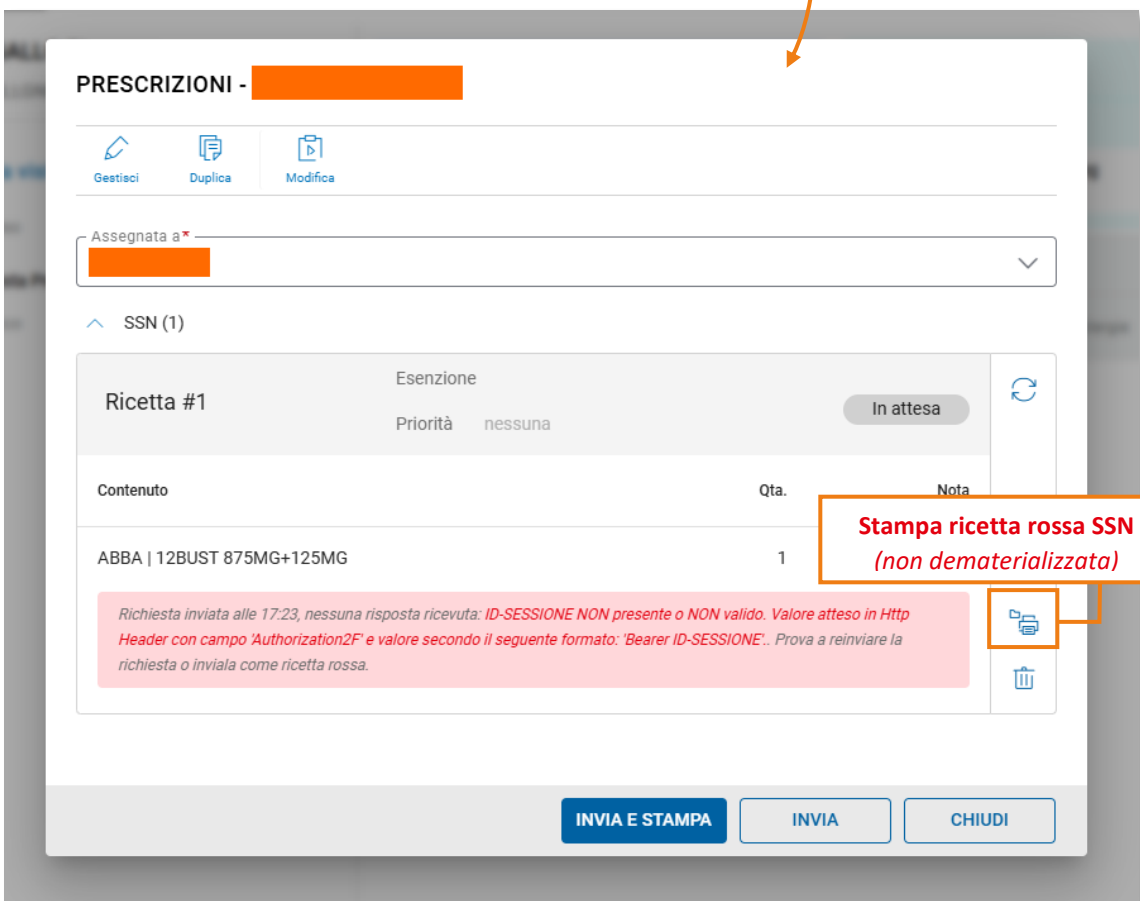 PRESCRIZIONI -
Gestisci Duplica Modifica
Assegnata a*
SSN (1)
Ricetta #1
Esenzione
Priorità nessuna
In attesa
Contenuto Qta. Nota
Stampa ricetta rossa SSN
(non dematerializzata)
ABBA | 12BUST 875MG+125MG 1
Richiesta inviata alle 17:23, nessuna risposta ricevuta: ID-SESSIONE NON presente o NON valido. Valore atteso in Http
Header con campo 'Authorization2F' e valore secondo il seguente formato: 'Bearer ID-SESSIONE'.. Prova a reinviare la
richiesta o inviala come ricetta rossa.
INVIA E STAMPA INVIA CHIUDI